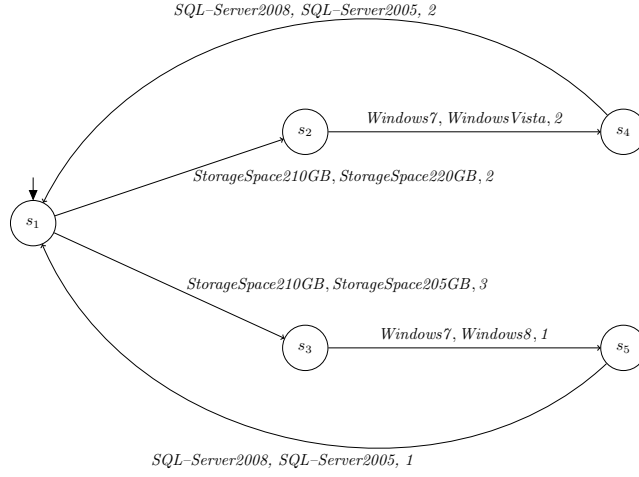 SQL–Server2008, SQL–Server2005, 2
Windows7, WindowsVista, 2
s2
s4
StorageSpace210GB, StorageSpace220GB, 2
s1
StorageSpace210GB, StorageSpace205GB, 3
Windows7, Windows8, 1
s3
s5
SQL–Server2008, SQL–Server2005, 1